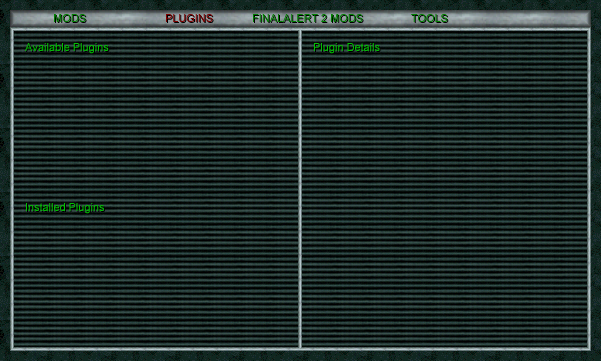 MODS PLUGINS FINALALERT 2 MODS TOOLS
Available Plugins
Plugin Details
Installed Plugins